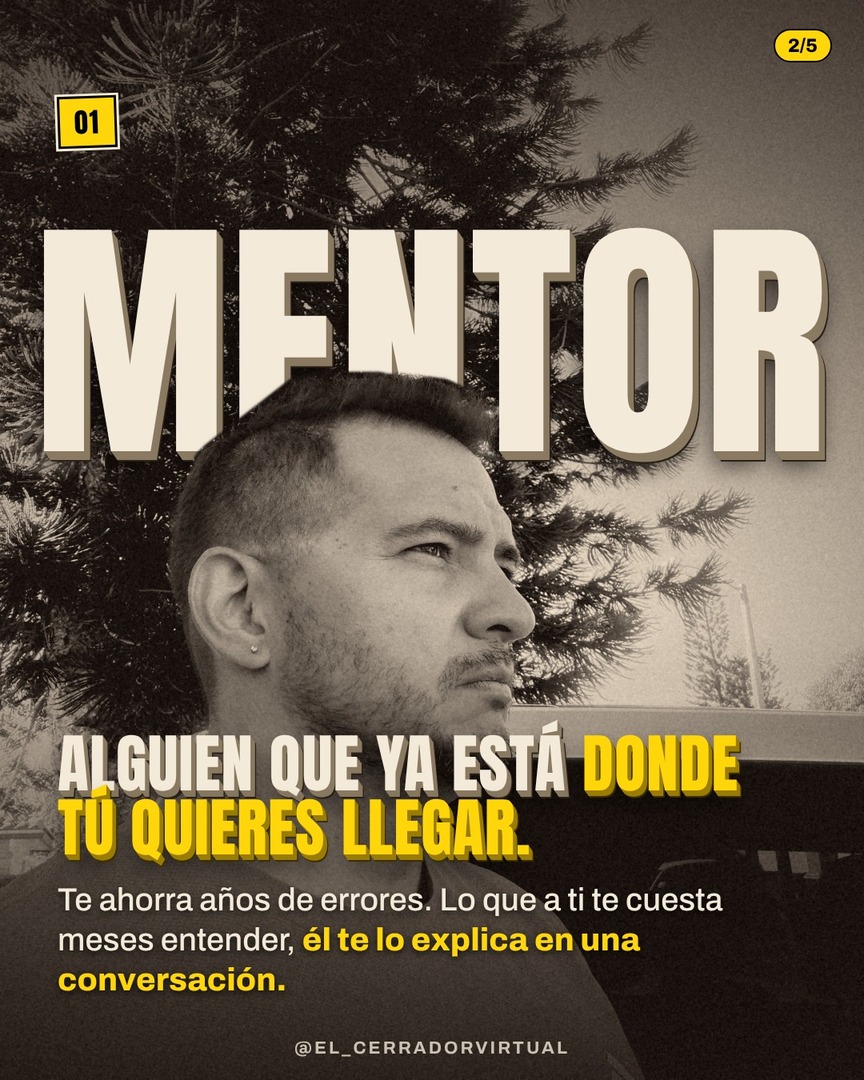 2/5
01
MENTOR
ALGUIEN QUE YA ESTÁ DONDE
TÚ QUIERES LLEGAR.
Te ahorra años de errores. Lo que a ti te cuesta
meses entender, él te lo explica en una
conversación.
@EL_CERRADORVIRTUAL